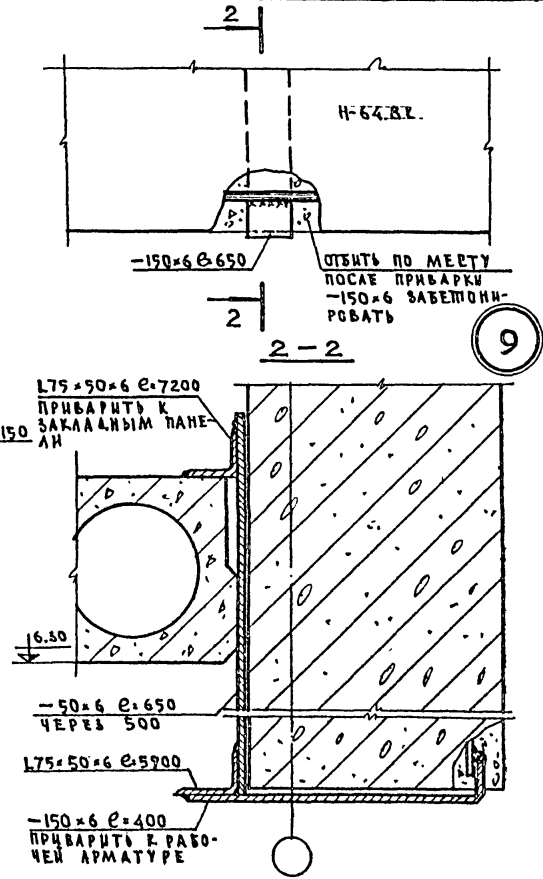 2
Н-64.ВК.
-150×6 ℓ=650
ОТБИТЬ ПО МЕСТУ
ПОСЛЕ ПРИВАРКИ
-150×6 ЗАБЕТОНИ-
РОВАТЬ
2
2-2
9
L75×50×6 ℓ=7200
ПРИВАРИТЬ К
ЗАКЛАДНЫМ ПАНЕ-
ЛИ
150
6.30
-50×6 ℓ=650
ЧЕРЕЗ 500
L75×50×6 ℓ=5900
-150×6 ℓ=400
ПРИВАРИТЬ К РАБО-
ЧЕЙ АРМАТУРЕ